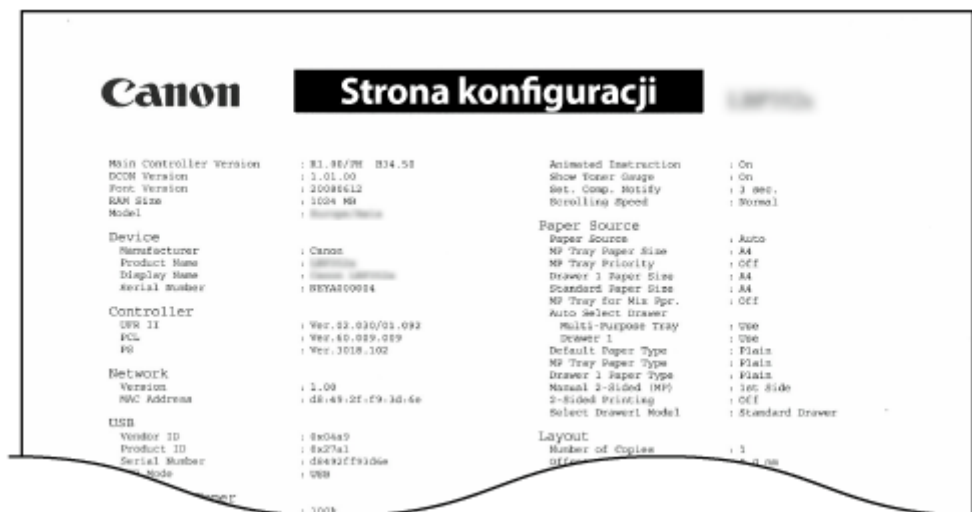 Canon
Strona konfiguracji
Main Controller Version : R1.00/PH B34.50
DCON Version : 1.01.00
Font Version : 20080612
RAM Size : 1024 MB
Model :
Device
Manufacturer : Canon
Product Name :
Display Name :
Serial Number : NEYA000004
Controller
UFR II : Ver.52.030/01.092
PCL : Ver.60.009.009
PS : Ver.3018.102
Network
Version : 1.00
MAC Address : d8:49:2f:f9:3d:6e
USB
Vendor ID : 0x04a9
Product ID : 0x27a1
Serial Number : d8492ff93d6e
Mode : USB
: 100%
Animated Instruction : On
Show Toner Gauge : On
Set. Comp. Notify : 3 sec.
Scrolling Speed : Normal
Paper Source
Paper Source : Auto
MP Tray Paper Size : A4
MP Tray Priority : Off
Drawer 1 Paper Size : A4
Standard Paper Size : A4
MP Tray for Mix Ppr. : Off
Auto Select Drawer
Multi-Purpose Tray : Use
Drawer 1 : Use
Default Paper Type : Plain
MP Tray Paper Type : Plain
Drawer 1 Paper Type : Plain
Manual 2-Sided (MP) : 1st Side
2-Sided Printing : Off
Select Drawer1 Model : Standard Drawer
Layout
Number of Copies : 1